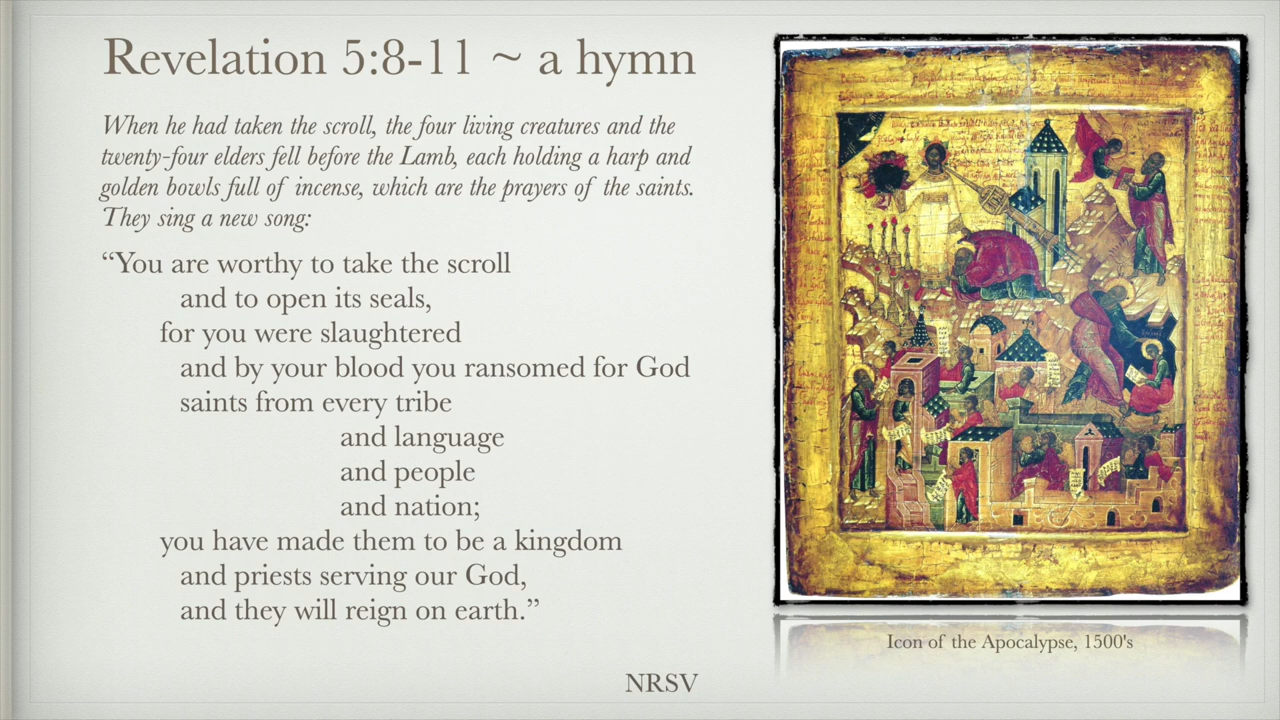 Revelation 5:8-11 ~ a hymn
When he had taken the scroll, the four living creatures and the
twenty-four elders fell before the Lamb, each holding a harp and
golden bowls full of incense, which are the prayers of the saints.
They sing a new song:
“You are worthy to take the scroll
and to open its seals,
for you were slaughtered
and by your blood you ransomed for God
saints from every tribe
and language
and people
and nation;
you have made them to be a kingdom
and priests serving our God,
and they will reign on earth.”
Icon of the Apocalypse, 1500's
NRSV